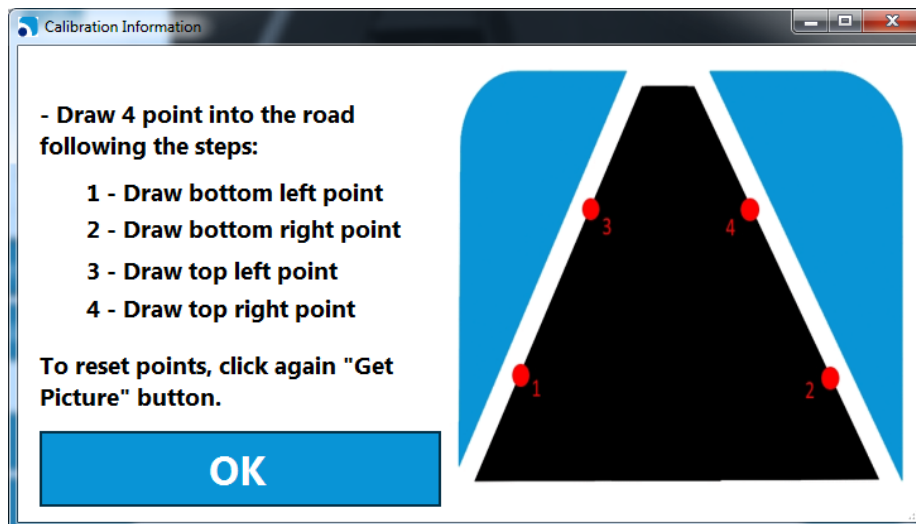 Calibration Information
- Draw 4 point into the road
following the steps:
1 - Draw bottom left point
2 - Draw bottom right point
3 - Draw top left point
4 - Draw top right point
To reset points, click again "Get
Picture" button.
OK
3
4
1
2